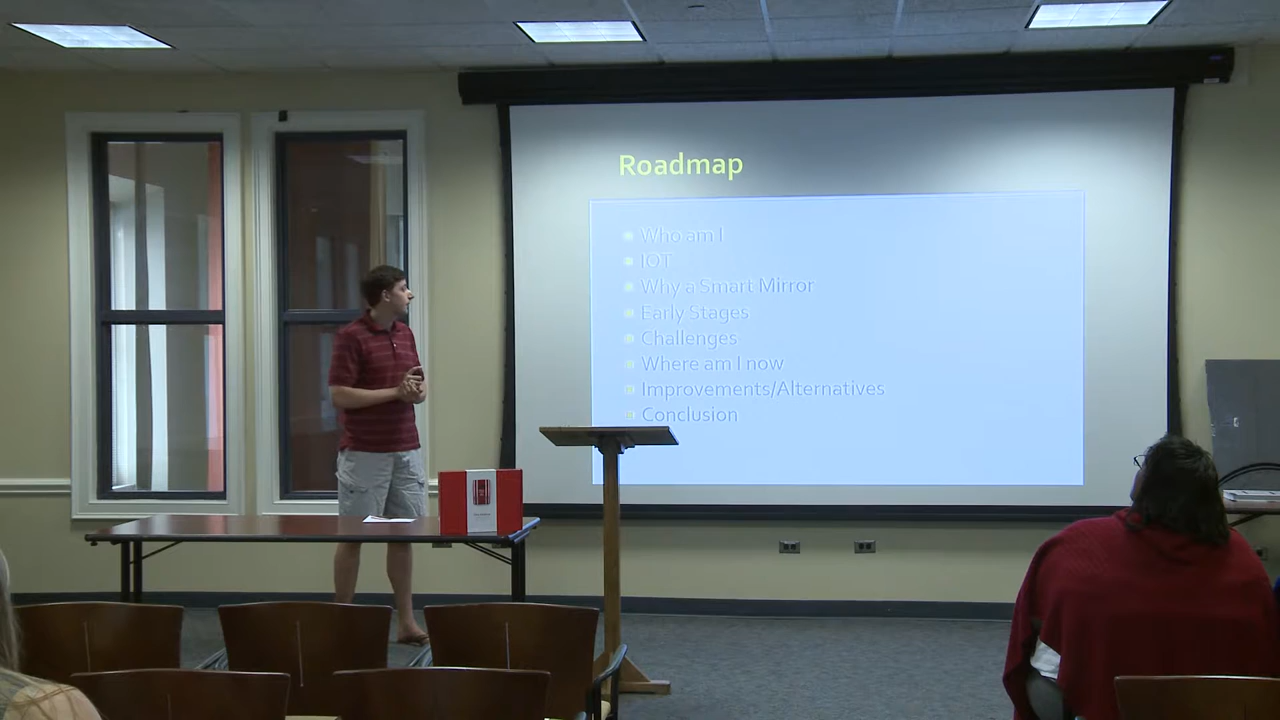 Roadmap
Who am I
IOT
Why a Smart Mirror
Early Stages
Challenges
Where am I now
Improvements/Alternatives
Conclusion